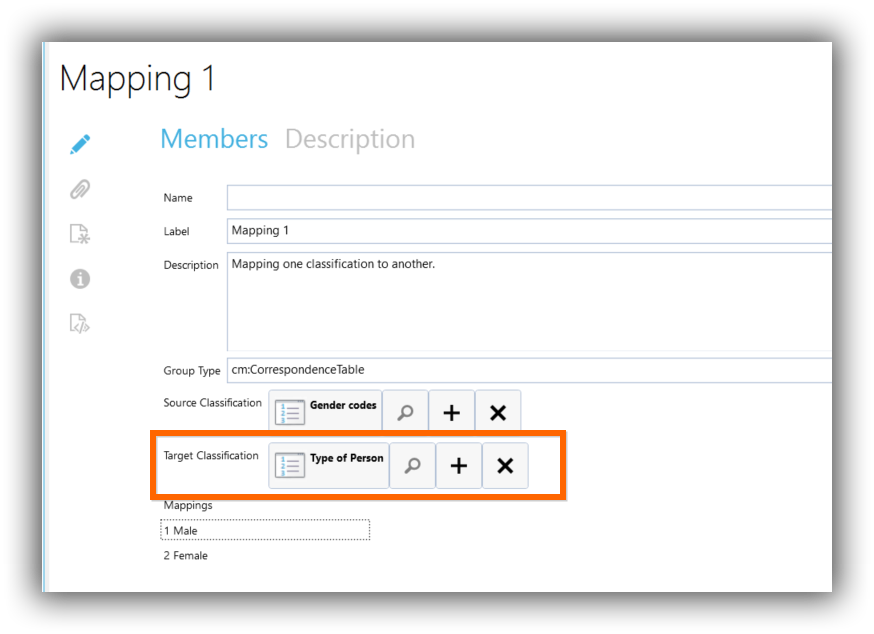 Mapping 1
Members Description
Name
Label Mapping 1
Description Mapping one classification to another.
Group Type cm:CorrespondenceTable
Source Classification Gender codes
Target Classification Type of Person
Mappings
1 Male
2 Female